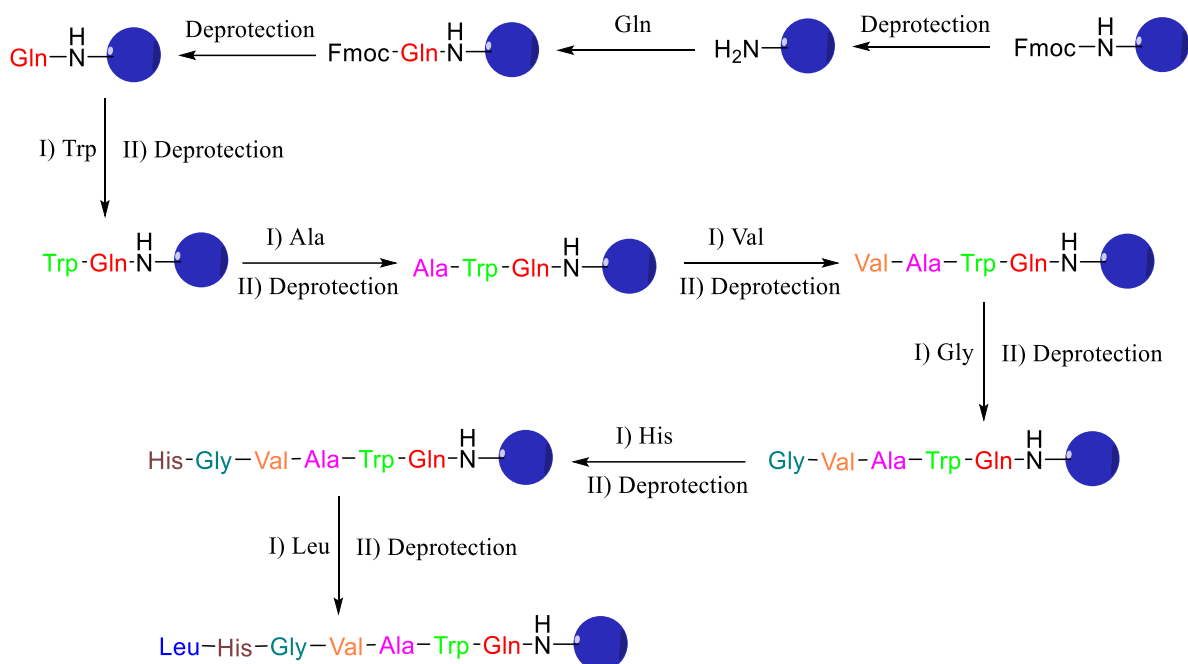 Gln–N H
Deprotection
Fmoc–Gln–N H
Gln
H2N
Deprotection
Fmoc–N H
I) Trp
II) Deprotection
Trp–Gln–N H
I) Ala
II) Deprotection
Ala–Trp–Gln–N H
I) Val
II) Deprotection
Val–Ala–Trp–Gln–N H
I) Gly
II) Deprotection
His–Gly–Val–Ala–Trp–Gln–N H
I) His
II) Deprotection
Gly–Val–Ala–Trp–Gln–N H
I) Leu
II) Deprotection
Leu–His–Gly–Val–Ala–Trp–Gln–N H